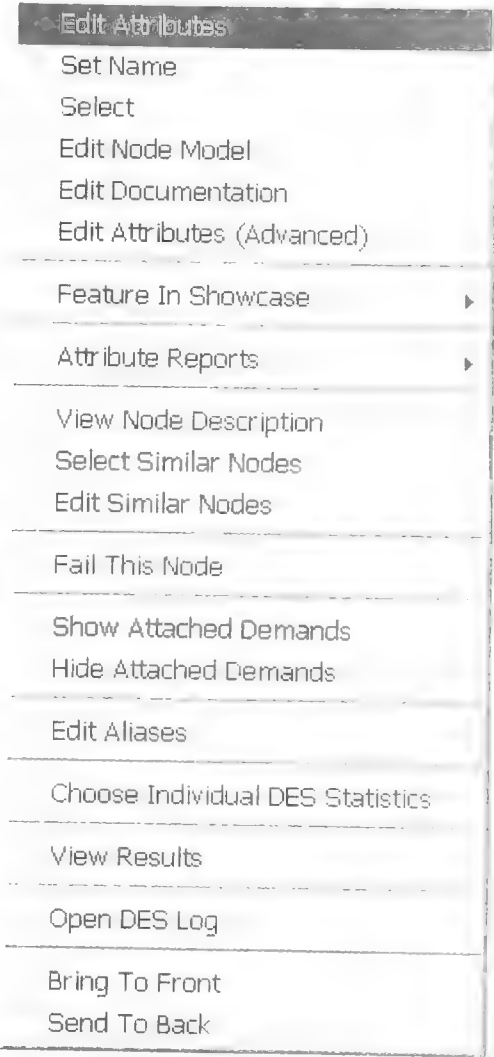 Edit Attributes
Set Name
Select
Edit Node Model
Edit Documentation
Edit Attributes (Advanced)
Feature In Showcase
Attribute Reports
View Node Description
Select Similar Nodes
Edit Similar Nodes
Fail This Node
Show Attached Demands
Hide Attached Demands
Edit Aliases
Choose Individual DES Statistics
View Results
Open DES Log
Bring To Front
Send To Back